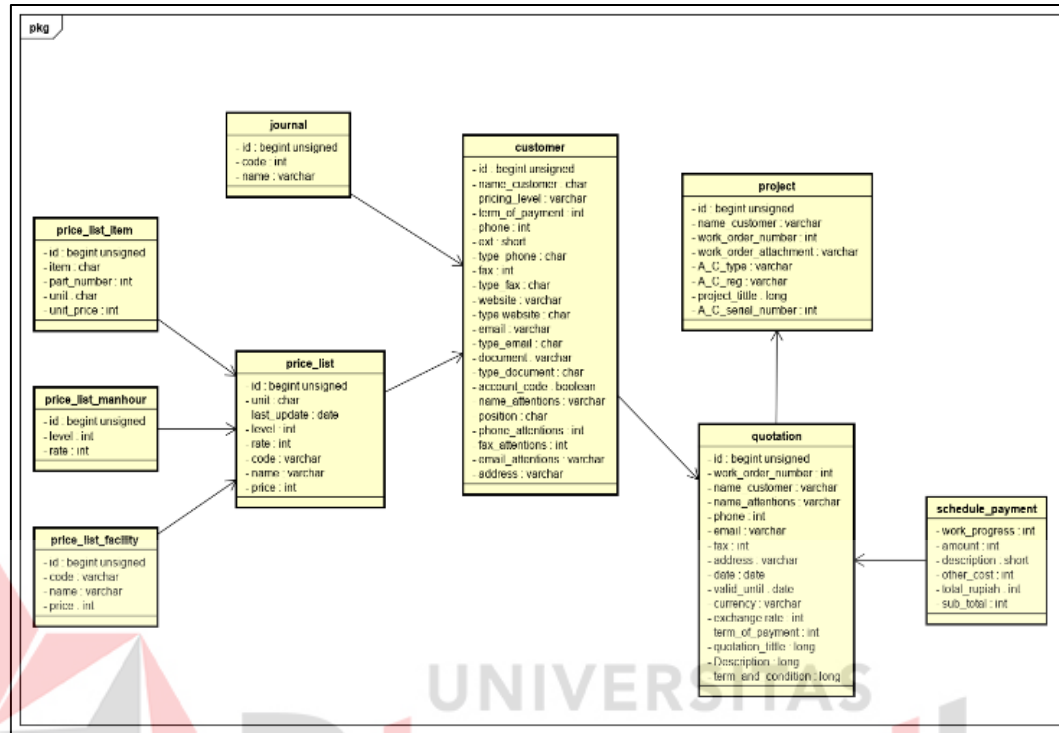 pkg
journal
- id : begint unsigned
- code : int
- name : varchar
customer
- id : begint unsigned
- name_customer : char
pricing_level : varchar
- term_of_payment : int
- phone : int
- ext : short
- type_phone : char
- fax : int
- type_fax : char
- website : varchar
- type website : char
- email : varchar
- type_email : char
- document : varchar
- type_document : char
- account_code : boolean
name_attentions : varchar
position : char
- phone_attentions : int
fax_attentions : int
- email_attentions : varchar
- address : varchar
project
- id : begint unsigned
- name_customer : varchar
- work_order_number : int
- work_order_attachment : varchar
- A_C_type : varchar
- A_C_reg : varchar
- project_tittle : long
- A_C_serial_number : int
price_list_item
- id : begint unsigned
- item : char
- part_number : int
- unit : char
- unit_price : int
price_list
- id : begint unsigned
- unit : char
last_update : date
- level : int
- rate : int
- code : varchar
- name : varchar
- price : int
price_list_manhour
- id : begint unsigned
- level : int
- rate : int
price_list_facility
- id : begint unsigned
- code : varchar
- name : varchar
- price : int
quotation
- id : begint unsigned
- work_order_number : int
- name_customer : varchar
- name_attentions : varchar
- phone : int
- email : varchar
- fax : int
- address : varchar
- date : date
- valid_until : date
- currency : varchar
- exchange rate : int
term_of_payment : int
- quotation_tittle : long
- Description : long
- term_and_condition : long
schedule_payment
- work_progress : int
- amount : int
- description : short
- other_cost : int
- total_rupiah : int
- sub_total : int
UNIVERSITAS